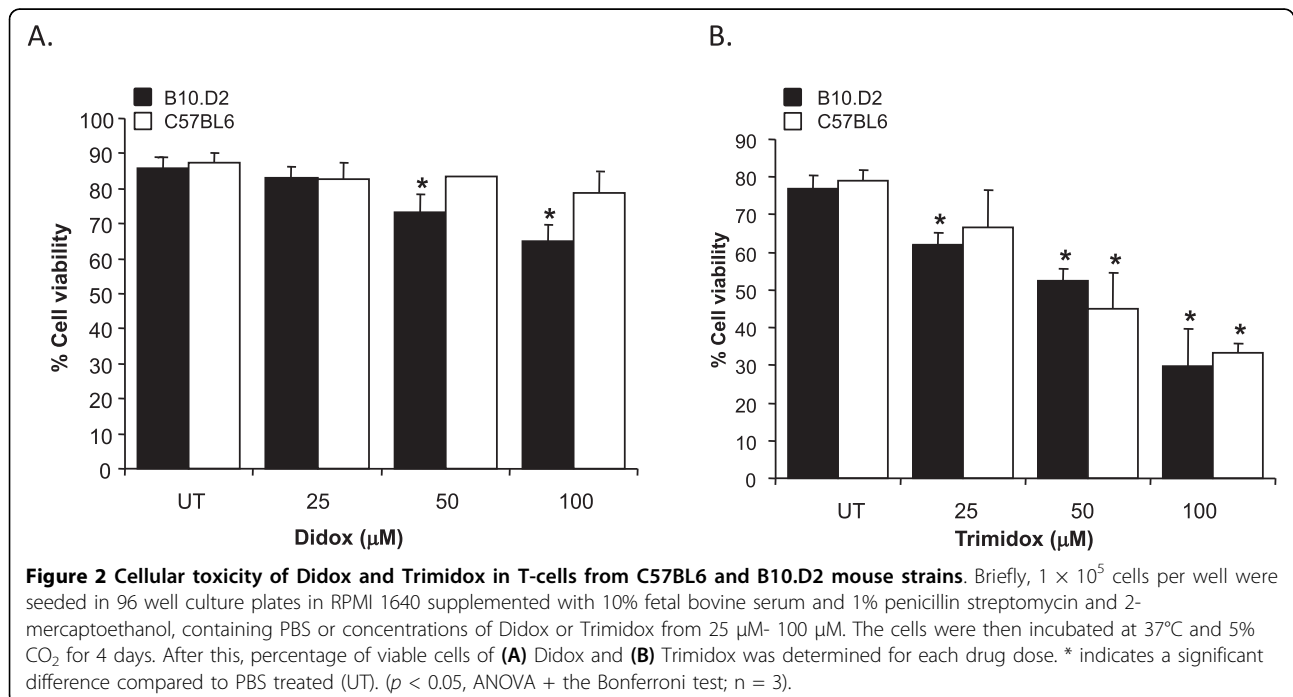 A.
B10.D2
C57BL6
100
90
80
70
60
50
40
30
20
10
0
% Cell viability
* *
UT 25 50 100
Didox (μM)
B.
B10.D2
C57BL6
90
80
70
60
50
40
30
20
10
0
% Cell viability
* * * * *
UT 25 50 100
Trimidox (μM)
Figure 2 Cellular toxicity of Didox and Trimidox in T-cells from C57BL6 and B10.D2 mouse strains. Briefly, 1 × 10⁵ cells per well were
seeded in 96 well culture plates in RPMI 1640 supplemented with 10% fetal bovine serum and 1% penicillin streptomycin and 2-
mercaptoethanol, containing PBS or concentrations of Didox or Trimidox from 25 μM- 100 μM. The cells were then incubated at 37°C and 5%
CO₂ for 4 days. After this, percentage of viable cells of (A) Didox and (B) Trimidox was determined for each drug dose. * indicates a significant
difference compared to PBS treated (UT). (p < 0.05, ANOVA + the Bonferroni test; n = 3).